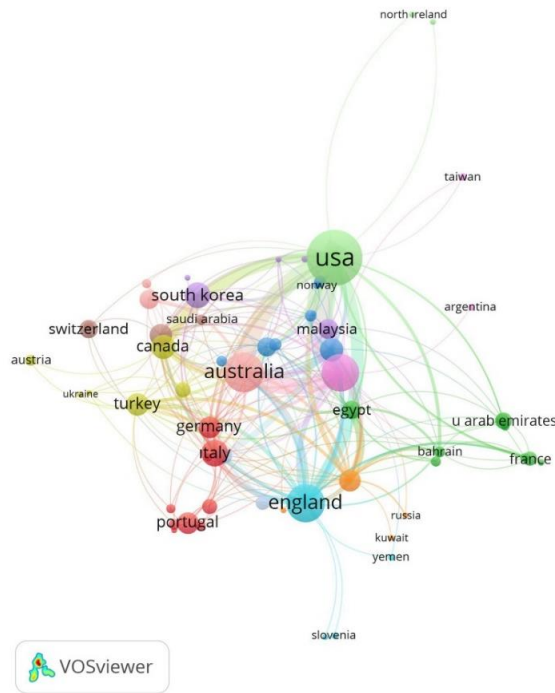 north ireland
taiwan
usa
norway
south korea
argentina
saudi arabia
switzerland
malaysia
canada
austria
australia
ukraine
turkey
egypt
u arab emirates
germany
bahrain
italy
france
england
russia
portugal
kuwait
yemen
slovenia
VOSviewer